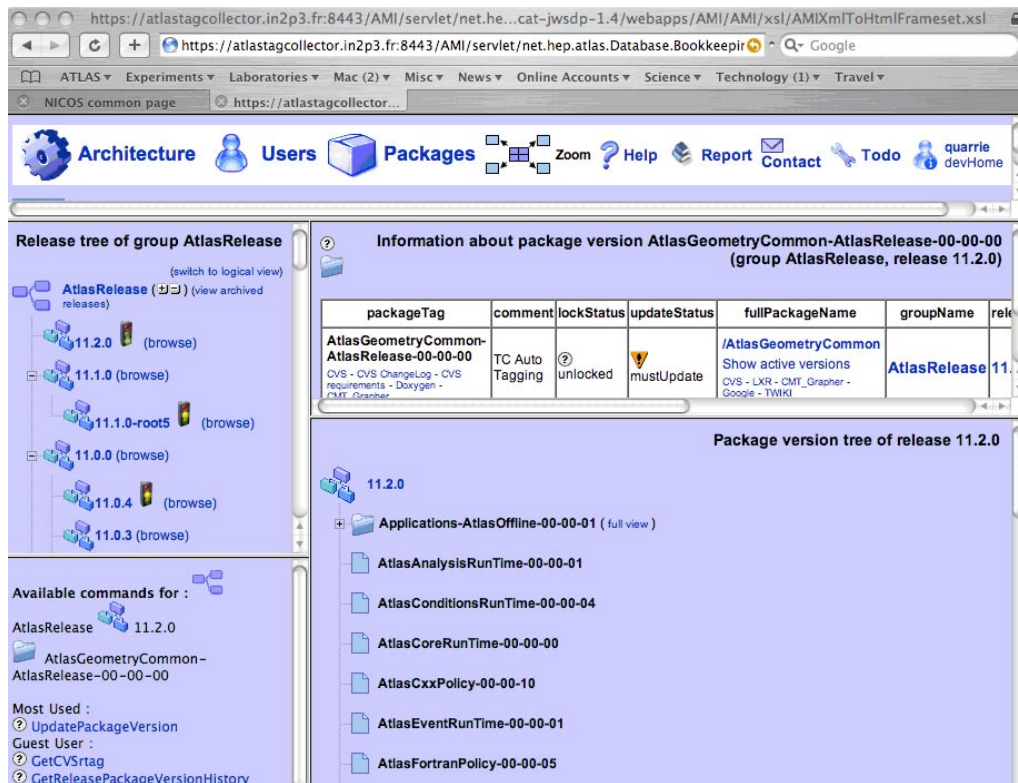 https://atlastagcollector.in2p3.fr:8443/AMI/servlet/net.he...cat-jwsdp-1.4/webapps/AMI/AMI/xsl/AMIXmlToHtmlFrameset.xsl
https://atlastagcollector.in2p3.fr:8443/AMI/servlet/net.hep.atlas.Database.Bookkeepir
Google
ATLAS Experiments Laboratories Mac (2) Misc News Online Accounts Science Technology (1) Travel
NICOS common page https://atlastagcollector...
Architecture Users Packages Zoom Help Report Contact Todo quarrie devHome
Release tree of group AtlasRelease
(switch to logical view)
AtlasRelease ( ) (view archived
releases)
11.2.0 (browse)
11.1.0 (browse)
11.1.0-root5 (browse)
11.0.0 (browse)
11.0.4 (browse)
11.0.3 (browse)
Available commands for :
AtlasRelease 11.2.0
AtlasGeometryCommon-
AtlasRelease-00-00-00
Most Used :
UpdatePackageVersion
Guest User :
GetCVSrtag
GetReleasePackageVersionHistory
Information about package version AtlasGeometryCommon-AtlasRelease-00-00-00
(group AtlasRelease, release 11.2.0)
packageTag comment lockStatus updateStatus fullPackageName groupName rele
AtlasGeometryCommon-
AtlasRelease-00-00-00
CVS - CVS ChangeLog - CVS
requirements - Doxygen -
CMT_Grapher
TC Auto
Tagging
unlocked
mustUpdate
/AtlasGeometryCommon
Show active versions
CVS - LXR - CMT_Grapher -
Google - TWIKI
AtlasRelease 11.
Package version tree of release 11.2.0
11.2.0
Applications-AtlasOffline-00-00-01 ( full view )
AtlasAnalysisRunTime-00-00-01
AtlasConditionsRunTime-00-00-04
AtlasCoreRunTime-00-00-00
AtlasCxxPolicy-00-00-10
AtlasEventRunTime-00-00-01
AtlasFortranPolicy-00-00-05